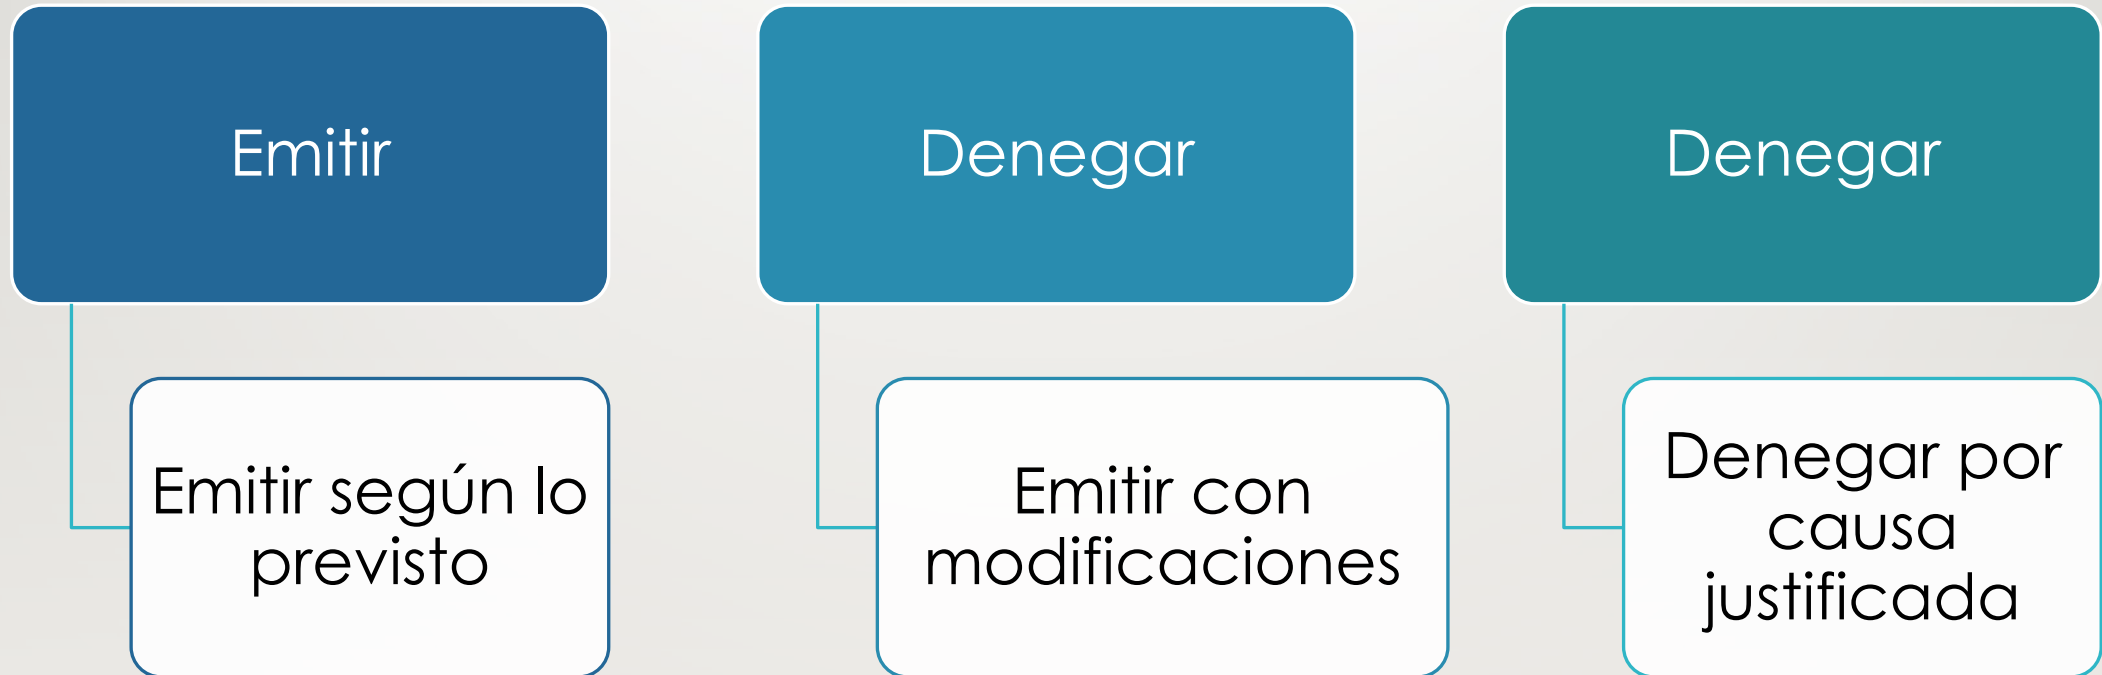 Emitir
Denegar
Denegar
Emitir según lo
previsto
Emitir con
modificaciones
Denegar por
causa
justificada